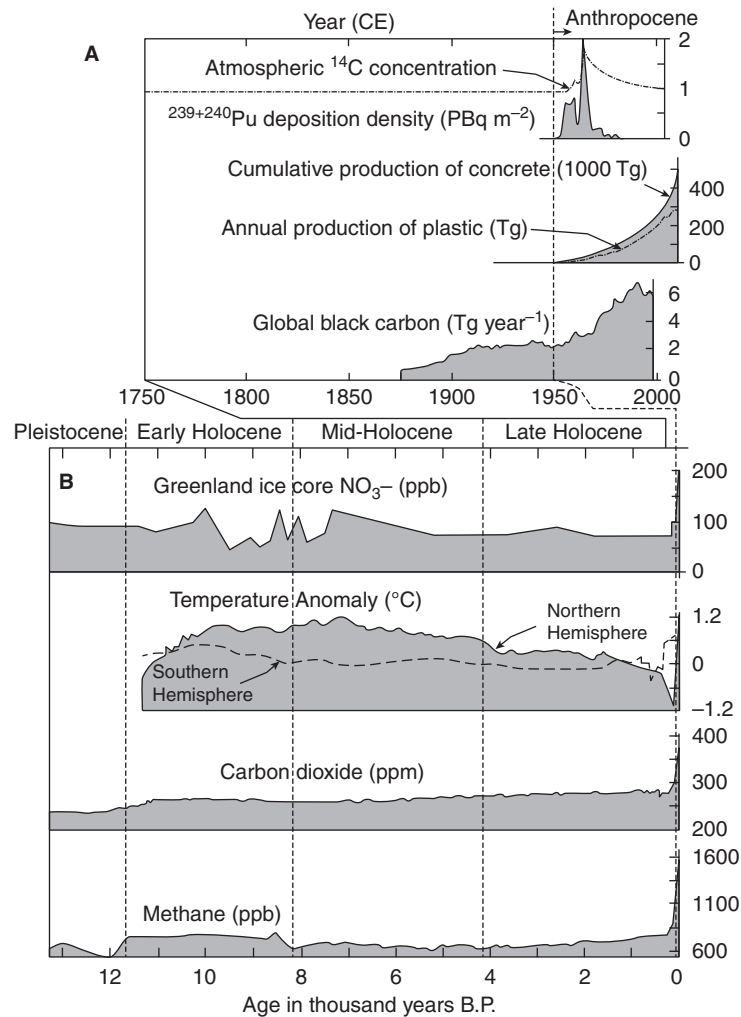 Year (CE)
Anthropocene
A
Atmospheric ¹⁴C concentration
²³⁹⁺²⁴⁰Pu deposition density (PBq m⁻²)
2
1
0
Cumulative production of concrete (1000 Tg)
Annual production of plastic (Tg)
400
200
0
Global black carbon (Tg year⁻¹)
6
4
2
0
1750 1800 1850 1900 1950 2000
Pleistocene Early Holocene Mid-Holocene Late Holocene
B
Greenland ice core NO₃– (ppb)
200
100
0
Temperature Anomaly (°C)
Northern
Hemisphere
Southern
Hemisphere
1.2
0
–1.2
Carbon dioxide (ppm)
400
300
200
Methane (ppb)
1600
1100
600
12 10 8 6 4 2 0
Age in thousand years B.P.